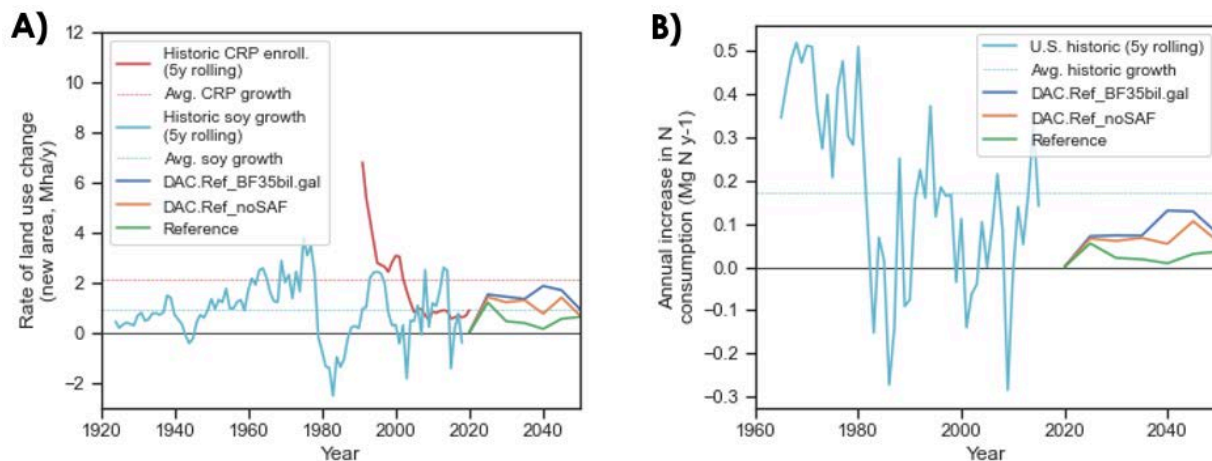 A)
12
10
8
6
4
2
0
−2
Rate of land use change
(new area, Mha/y)
Historic CRP enroll.
(5y rolling)
Avg. CRP growth
Historic soy growth
(5y rolling)
Avg. soy growth
DAC.Ref_BF35bil.gal
DAC.Ref_noSAF
Reference
1920 1940 1960 1980 2000 2020 2040
Year
B)
0.5
0.4
0.3
0.2
0.1
0.0
−0.1
−0.2
−0.3
Annual increase in N
consumption (Mg N y-1)
U.S. historic (5y rolling)
Avg. historic growth
DAC.Ref_BF35bil.gal
DAC.Ref_noSAF
Reference
1960 1980 2000 2020 2040
Year